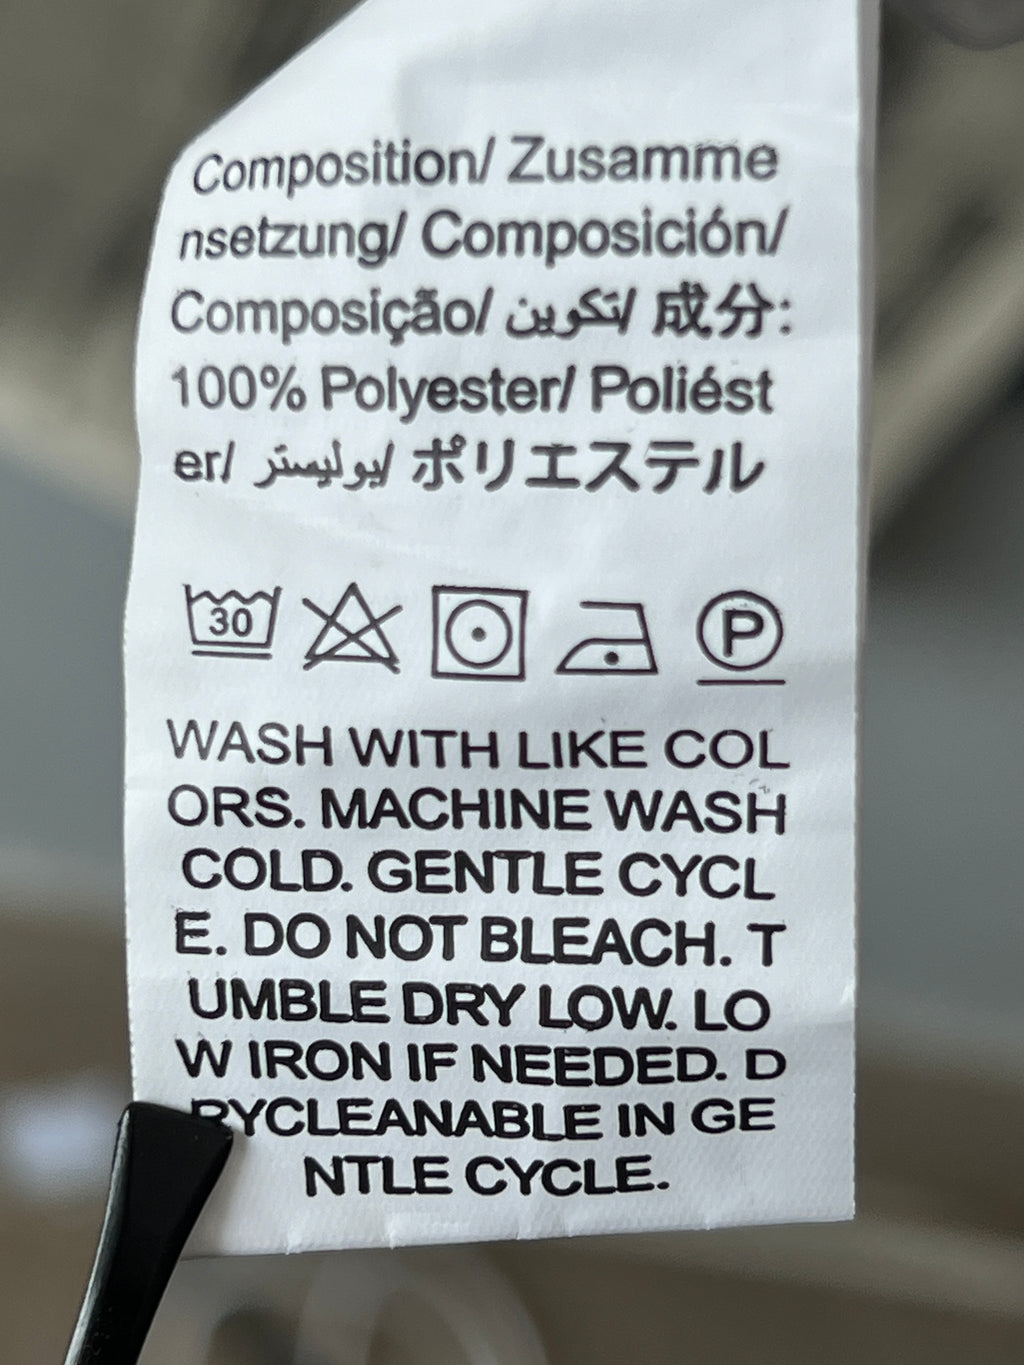 Composition/ Zusamme
nsetzung/ Composición/
Composição/ تكوين/ 成分:
100% Polyester/ Poliést
er/ بوليستر/ ポリエステル
30 P
WASH WITH LIKE COL
ORS. MACHINE WASH
COLD. GENTLE CYCL
E. DO NOT BLEACH. T
UMBLE DRY LOW. LO
W IRON IF NEEDED. D
RYCLEANABLE IN GE
NTLE CYCLE.